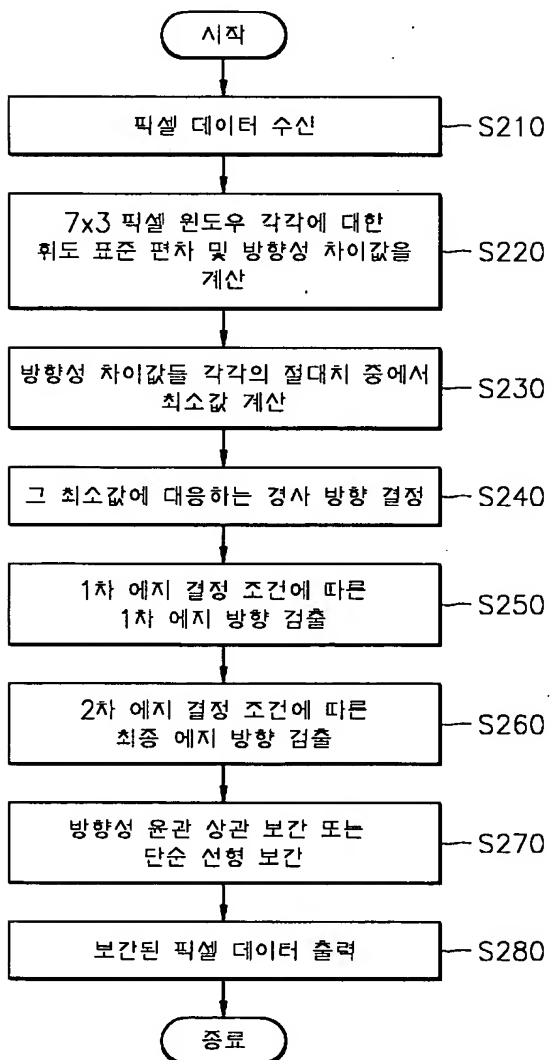 시작
픽셀 데이터 수신
S210
7x3 픽셀 윈도우 각각에 대한
휘도 표준 편차 및 방향성 차이값을
계산
S220
방향성 차이값들 각각의 절대치 중에서
최소값 계산
S230
그 최소값에 대응하는 경사 방향 결정
S240
1차 에지 결정 조건에 따른
1차 에지 방향 검출
S250
2차 에지 결정 조건에 따른
최종 에지 방향 검출
S260
방향성 윤곽 상관 보간 또는
단순 선형 보간
S270
보간된 픽셀 데이터 출력
S280
종료